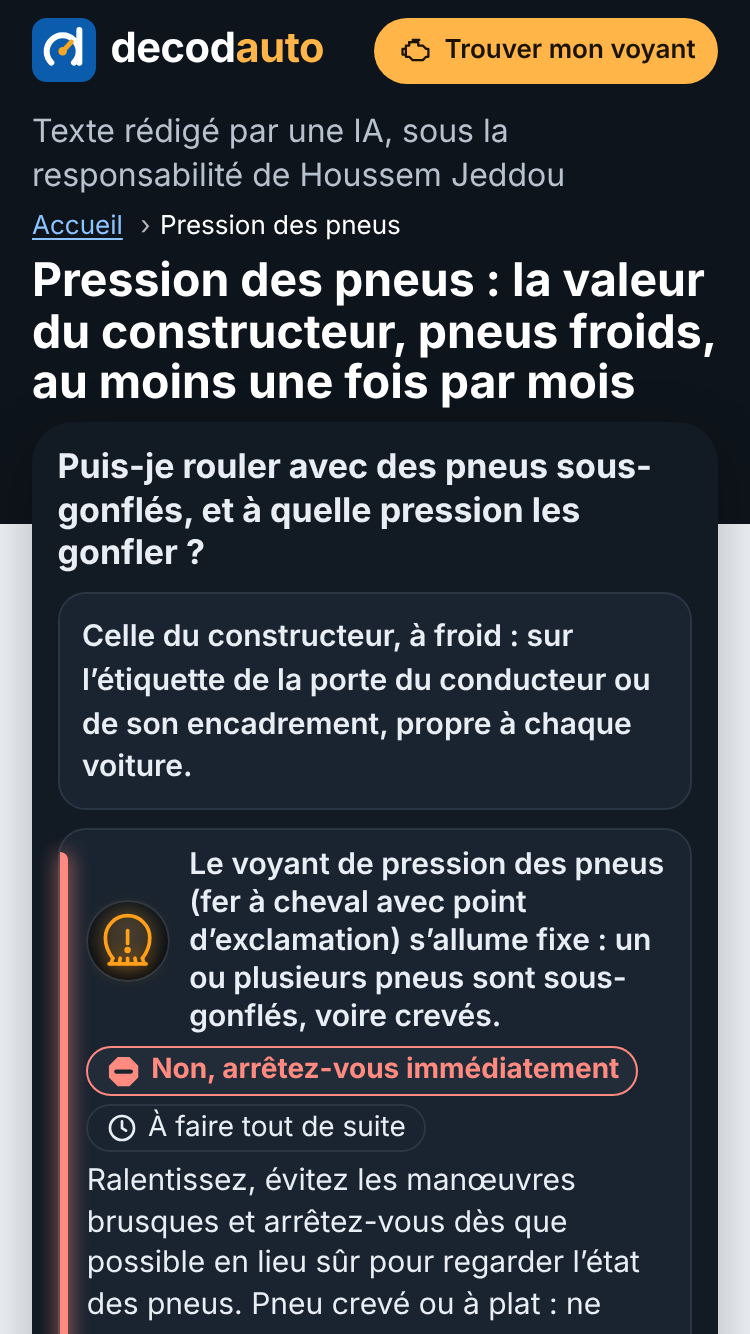 decodauto
Trouver mon voyant
Texte rédigé par une IA, sous la
responsabilité de Houssem Jeddou
Accueil › Pression des pneus
Pression des pneus : la valeur
du constructeur, pneus froids,
au moins une fois par mois
Puis-je rouler avec des pneus sous-
gonflés, et à quelle pression les
gonfler ?
Celle du constructeur, à froid : sur
l’étiquette de la porte du conducteur ou
de son encadrement, propre à chaque
voiture.
Le voyant de pression des pneus
(fer à cheval avec point
d’exclamation) s’allume fixe : un
ou plusieurs pneus sont sous-
gonflés, voire crevés.
Non, arrêtez-vous immédiatement
À faire tout de suite
Ralentissez, évitez les manœuvres
brusques et arrêtez-vous dès que
possible en lieu sûr pour regarder l’état
des pneus. Pneu crevé ou à plat : ne